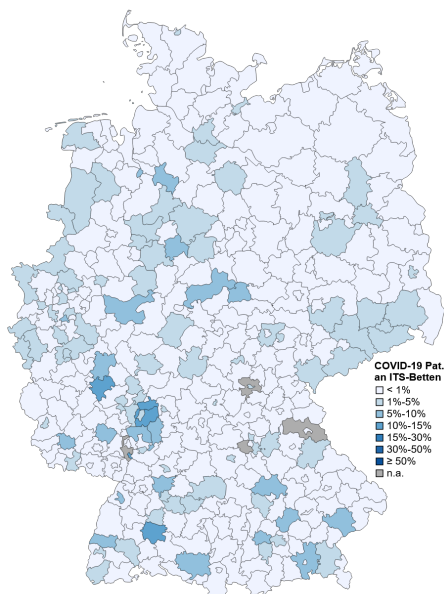 COVID-19 Pat.
an ITS-Betten
< 1%
1%-5%
5%-10%
10%-15%
15%-30%
30%-50%
≥ 50%
n.a.